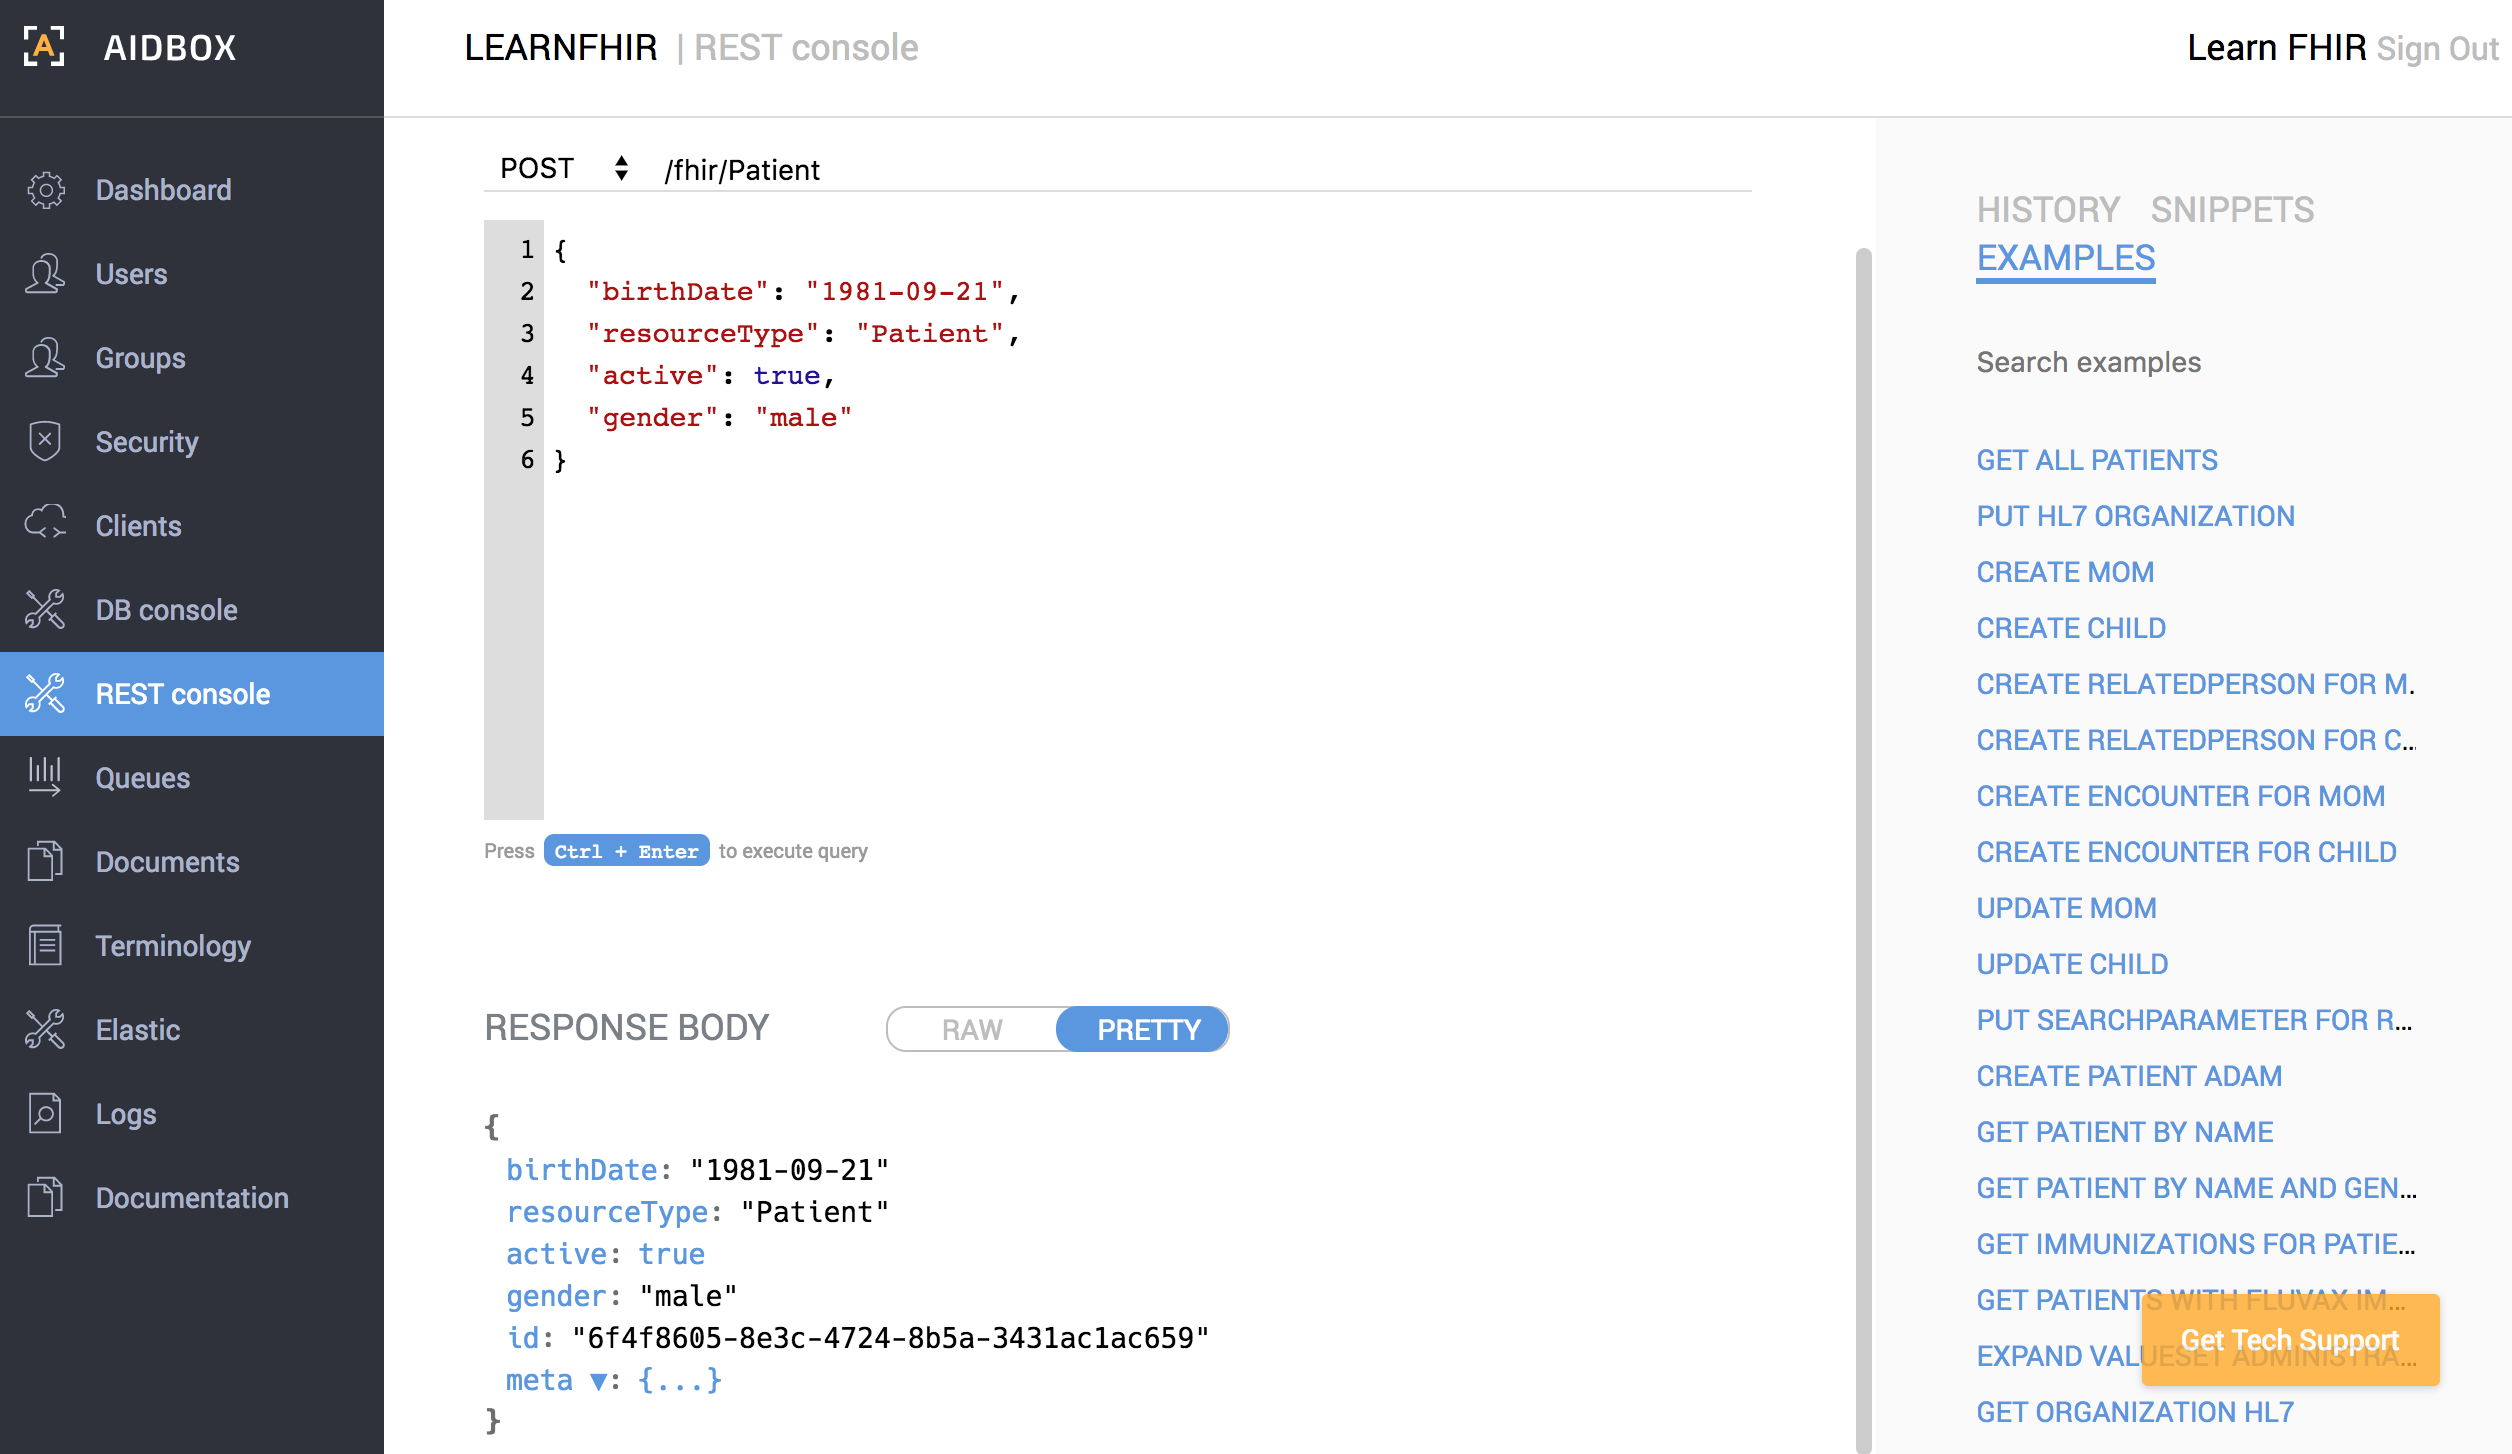 AIDBOX
LEARNFHIR | REST console
Learn FHIR Sign Out
Dashboard
Users
Groups
Security
Clients
DB console
REST console
Queues
Documents
Terminology
Elastic
Logs
Documentation
POST /fhir/Patient
1 {
2 "birthDate": "1981-09-21",
3 "resourceType": "Patient",
4 "active": true,
5 "gender": "male"
6 }
Press Ctrl + Enter to execute query
RESPONSE BODY RAW PRETTY
{
birthDate: "1981-09-21"
resourceType: "Patient"
active: true
gender: "male"
id: "6f4f8605-8e3c-4724-8b5a-3431ac1ac659"
meta ▼: {...}
}
HISTORY SNIPPETS
EXAMPLES
Search examples
GET ALL PATIENTS
PUT HL7 ORGANIZATION
CREATE MOM
CREATE CHILD
CREATE RELATEDPERSON FOR M.
CREATE RELATEDPERSON FOR C...
CREATE ENCOUNTER FOR MOM
CREATE ENCOUNTER FOR CHILD
UPDATE MOM
UPDATE CHILD
PUT SEARCHPARAMETER FOR R...
CREATE PATIENT ADAM
GET PATIENT BY NAME
GET PATIENT BY NAME AND GEN...
GET IMMUNIZATIONS FOR PATIE...
GET PATIENTS WITH FLUVAX IM...
Get Tech Support
EXPAND VALUESET ADMINISTRA...
GET ORGANIZATION HL7